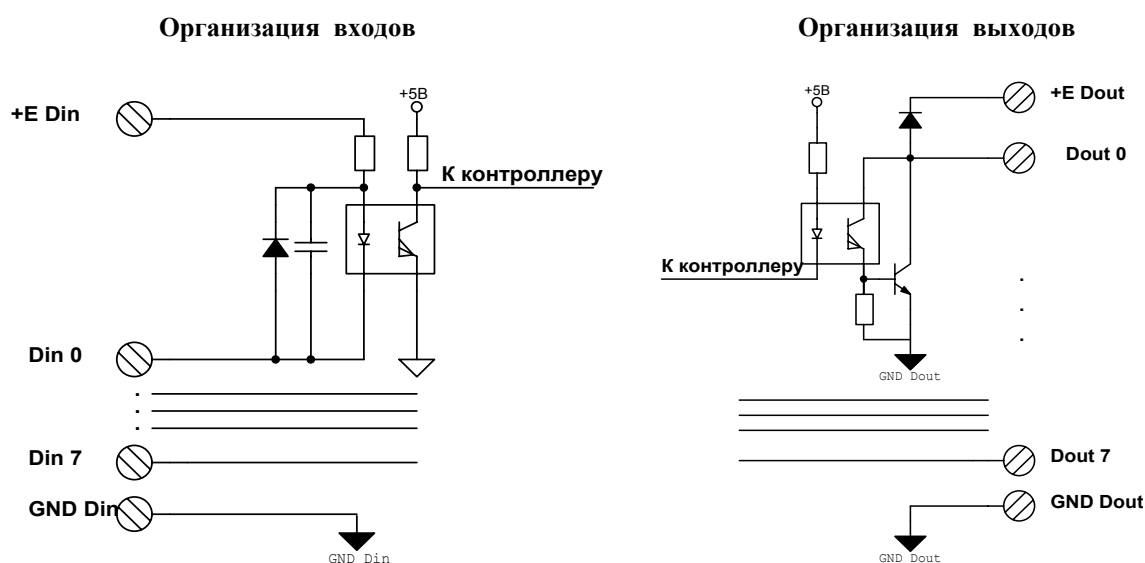 Организация входов
+E Din
+5В
К контроллеру
Din 0
.
.
.
Din 7
GND Din
GND Din
Организация выходов
+5В
+E Dout
Dout 0
К контроллеру
.
.
.
GND Dout
Dout 7
GND Dout
GND Dout